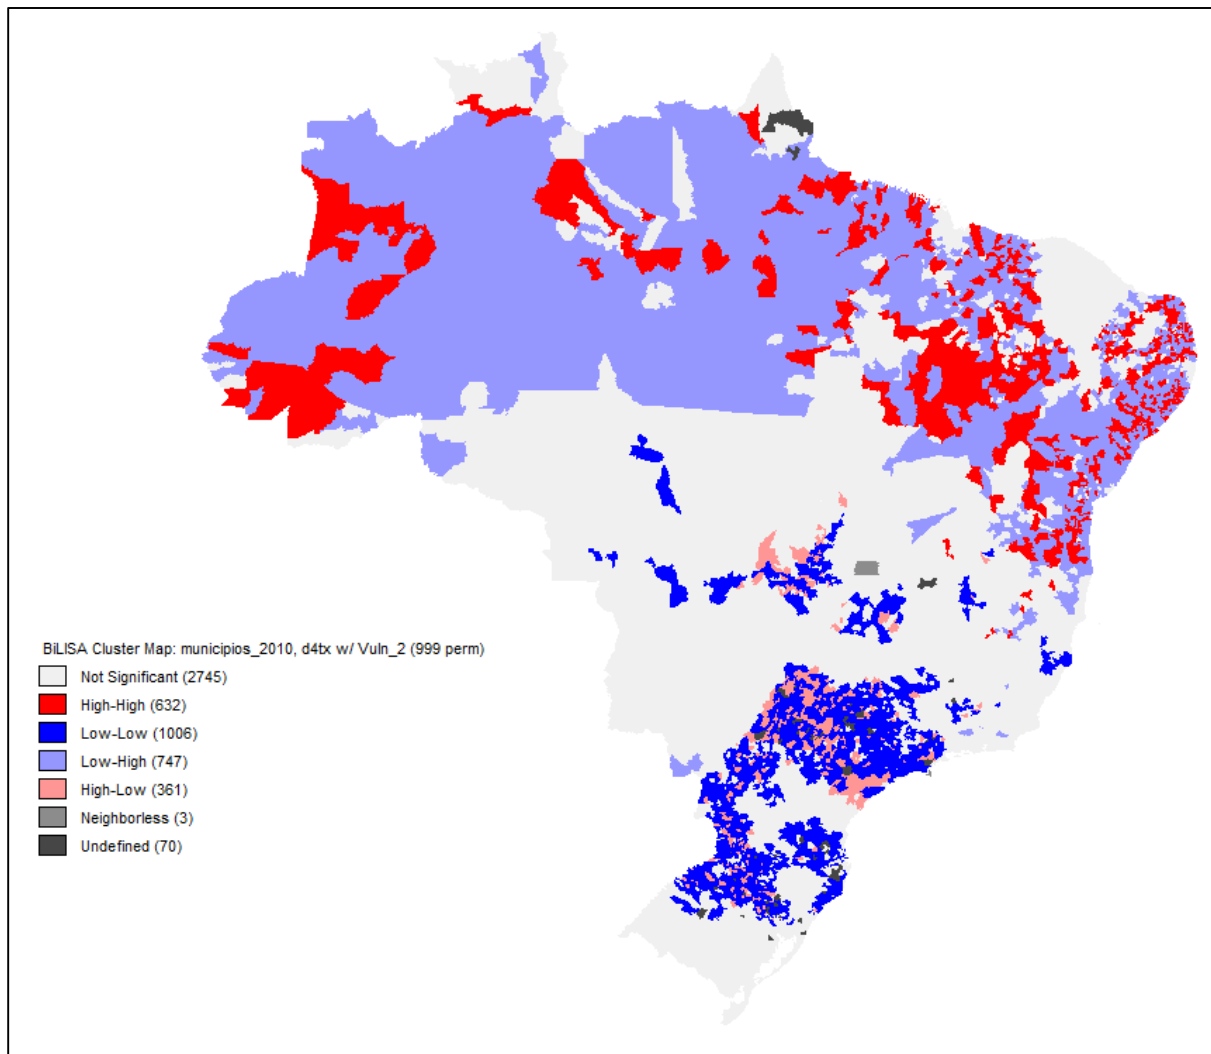 BiLISA Cluster Map: municipios_2010, d4tx w/ Vuln_2 (999 perm)
Not Significant (2745)
High-High (632)
Low-Low (1006)
Low-High (747)
High-Low (361)
Neighborless (3)
Undefined (70)